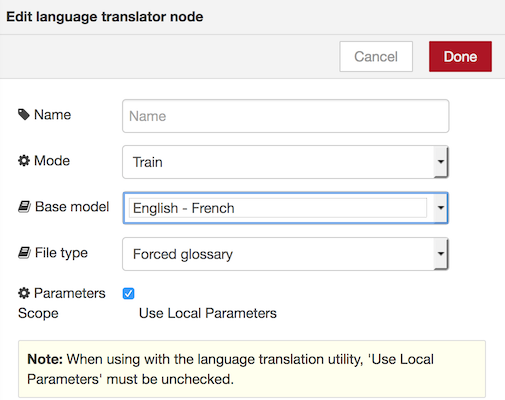 Edit language translator node
Cancel Done
Name Name
Mode Train
Base model English - French
File type Forced glossary
Parameters
Scope Use Local Parameters
Note: When using with the language translation utility, 'Use Local
Parameters' must be unchecked.